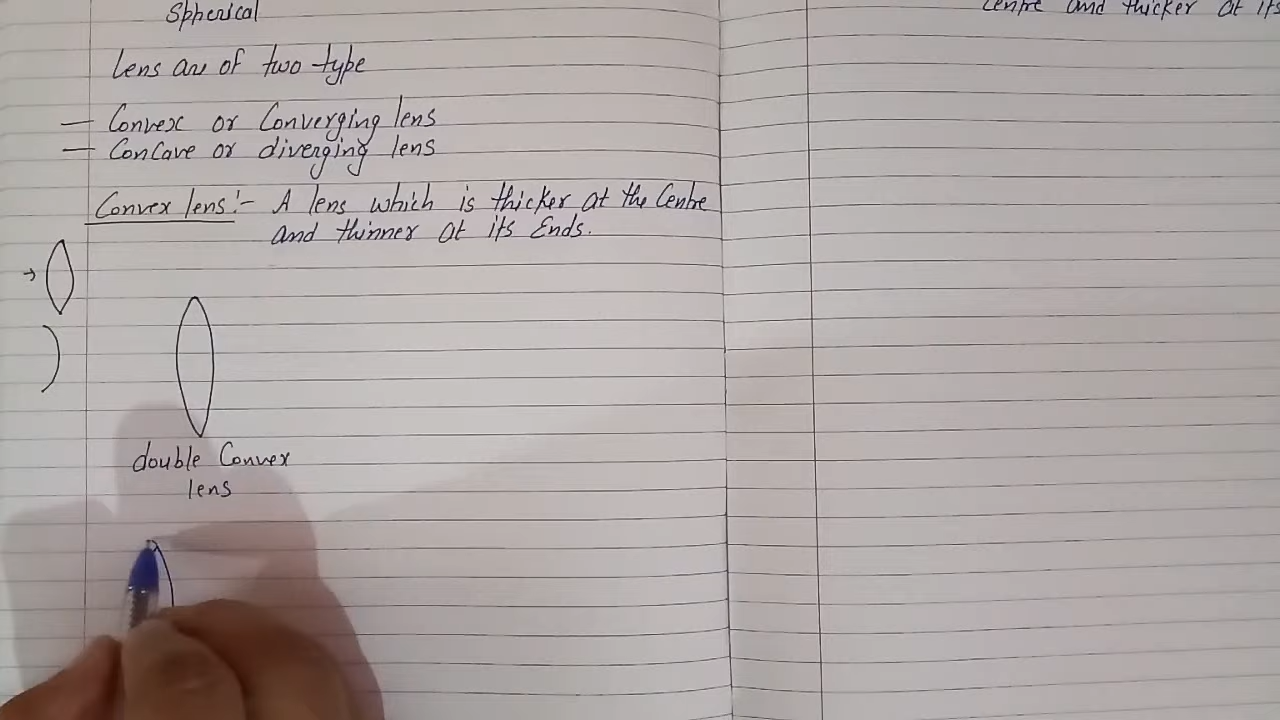 Spherical
lens are of two type
— Convex or Converging lens
— Concave or diverging lens
Convex lens :- A lens which is thicker at the Centre
and thinner at its Ends.
double Convex
lens
Centre and thicker at its